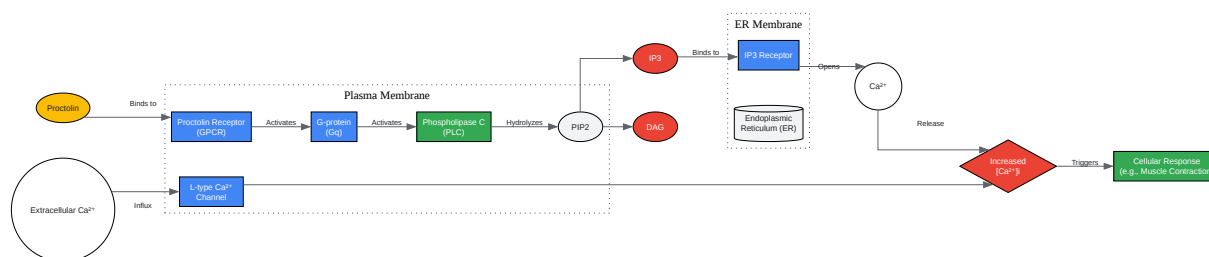 ER Membrane
IP3
Binds to
IP3 Receptor
Opens
Ca²⁺
Plasma Membrane
Proctolin
Binds to
Proctolin Receptor
(GPCR)
Activates
G-protein
(Gq)
Activates
Phospholipase C
(PLC)
Hydrolyzes
PIP2
DAG
Endoplasmic
Reticulum (ER)
Release
Increased
[Ca²⁺]i
Triggers
Cellular Response
(e.g., Muscle Contraction
Extracellular Ca²⁺
Influx
L-type Ca²⁺
Channel